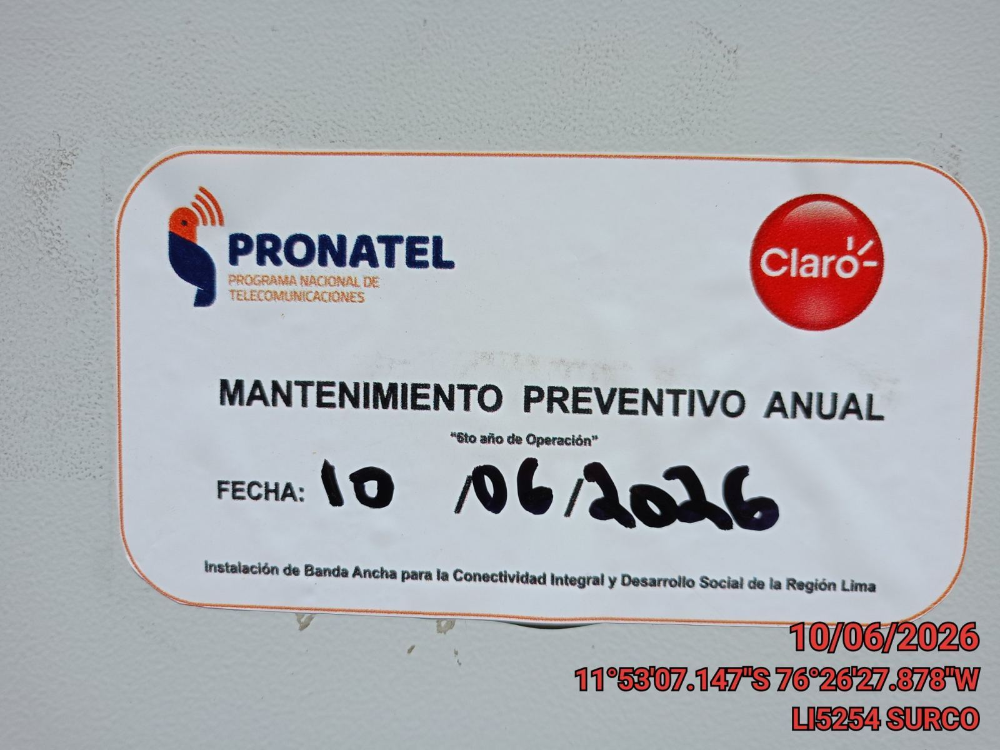 PRONATEL
PROGRAMA NACIONAL DE
TELECOMUNICACIONES
Claro
MANTENIMIENTO PREVENTIVO ANUAL
"6to año de Operación"
FECHA: 10 /06/2026
Instalación de Banda Ancha para la Conectividad Integral y Desarrollo Social de la Región Lima
10/06/2026
11°53'07.147"S 76°26'27.878"W
LI5254 SURCO